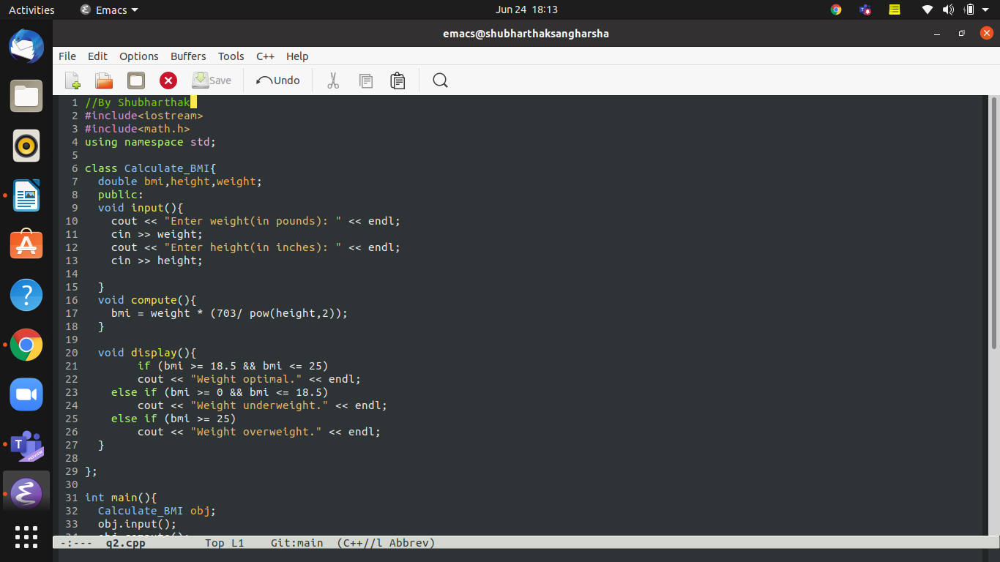 Activities
Emacs
Jun 24 18:13
emacs@shubharthaksangharsha
File Edit Options Buffers Tools C++ Help
Save
Undo
1 //By Shubharthak
2 #include<iostream>
3 #include<math.h>
4 using namespace std;
5
6 class Calculate_BMI{
7 double bmi,height,weight;
8 public:
9 void input(){
10 cout << "Enter weight(in pounds): " << endl;
11 cin >> weight;
12 cout << "Enter height(in inches): " << endl;
13 cin >> height;
14
15 }
16 void compute(){
17 bmi = weight * (703/ pow(height,2));
18 }
19
20 void display(){
21 if (bmi >= 18.5 && bmi <= 25)
22 cout << "Weight optimal." << endl;
23 else if (bmi >= 0 && bmi <= 18.5)
24 cout << "Weight underweight." << endl;
25 else if (bmi >= 25)
26 cout << "Weight overweight." << endl;
27 }
28
29 };
30
31 int main(){
32 Calculate_BMI obj;
33 obj.input();
-:--- q2.cpp Top L1 Git:main (C++//l Abbrev)